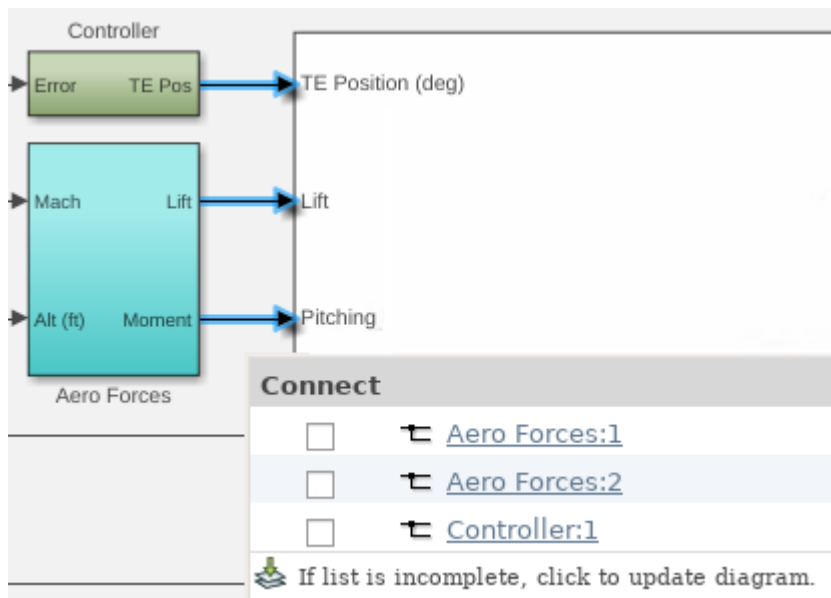 Controller
Error
TE Pos
TE Position (deg)
Mach
Lift
Lift
Alt (ft)
Moment
Pitching
Aero Forces
Connect
Aero Forces:1
Aero Forces:2
Controller:1
If list is incomplete, click to update diagram.